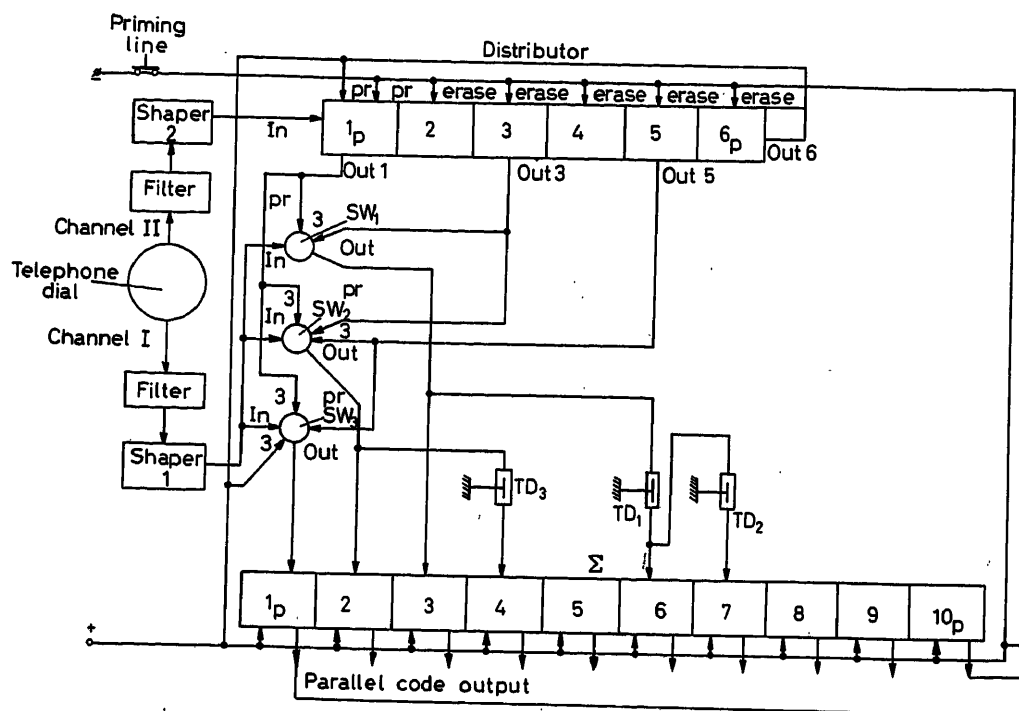 Priming
line
Distributor
pr
pr
erase
erase
erase
erase
erase
Shaper
2
In
1p
2
3
4
5
6p
Out 6
Filter
Out 1
Out 3
Out 5
pr
3
SW1
Channel II
In
Out
Telephone
dial
pr
3
SW2
In
3
Channel I
Out
Filter
3
pr
SW3
In
3
Out
Shaper
1
TD3
TD1
TD2
Σ
1p
2
3
4
5
6
7
8
9
10p
+
Parallel code output